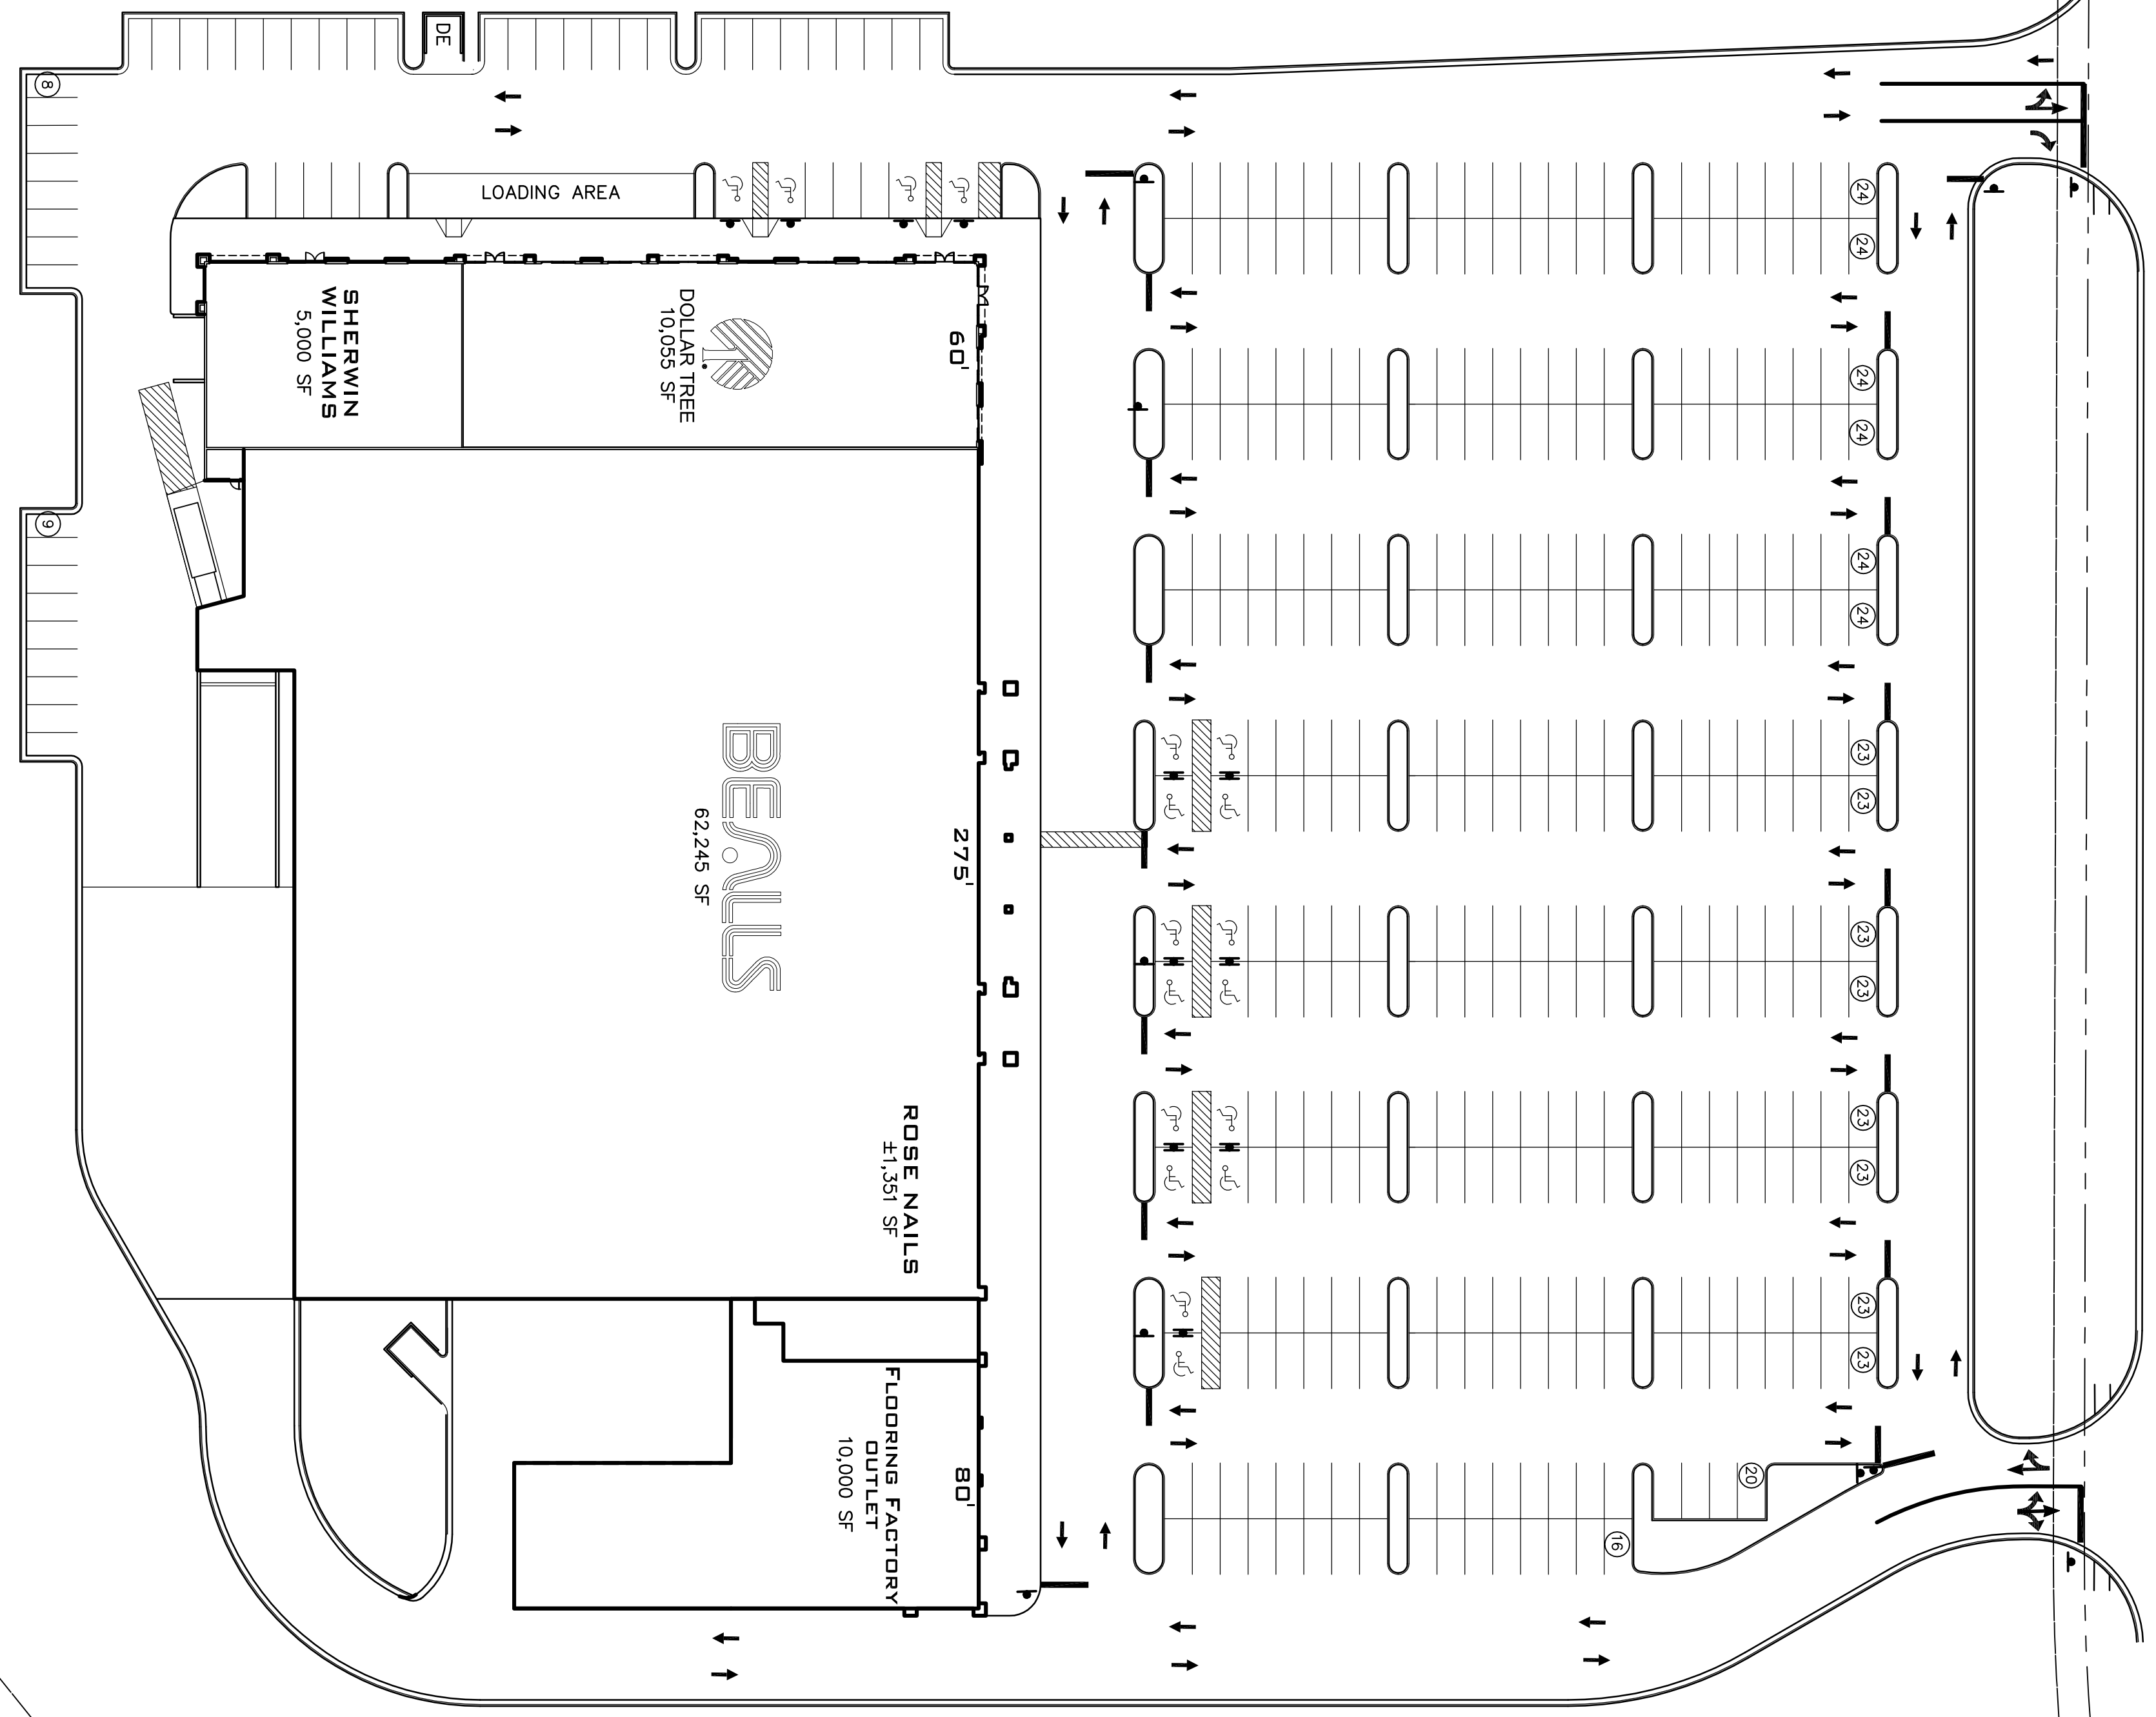 DE
8
LOADING AREA
24
24
SHERWIN
WILLIAMS
5,000 SF
DOLLAR TREE
10,055 SF
60'
24
24
9
24
24
BEALLS
62,245 SF
275'
23
23
23
23
ROSE NAILS
±1,351 SF
23
23
23
23
FLOORING FACTORY
OUTLET
10,000 SF
80'
20
16